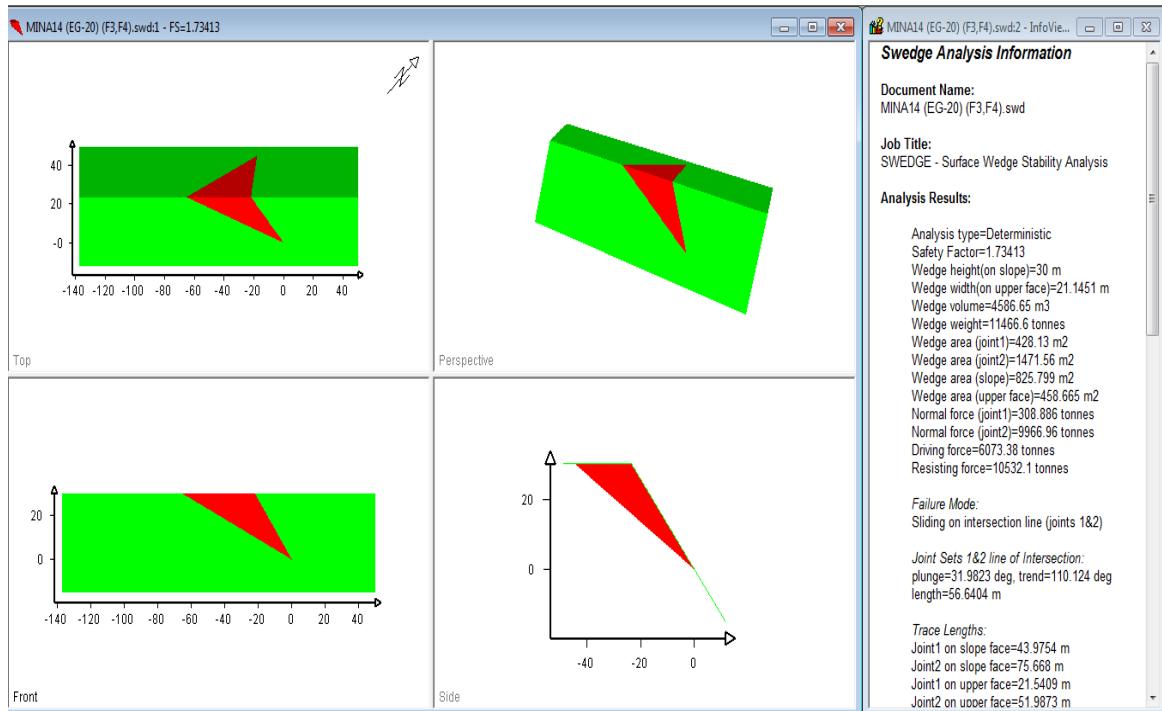 MINA14 (EG-20) (F3,F4).swd:1 - FS=1.73413
N
40
20
-0
-140 -120 -100 -80 -60 -40 -20 0 20 40
Top
Perspective
20
0
-140 -120 -100 -80 -60 -40 -20 0 20 40
Front
20
0
-40 -20 0
Side
MINA14 (EG-20) (F3,F4).swd:2 - InfoView...
Swedge Analysis Information
Document Name:
MINA14 (EG-20) (F3,F4).swd
Job Title:
SWEDGE - Surface Wedge Stability Analysis
Analysis Results:
Analysis type=Deterministic
Safety Factor=1.73413
Wedge height(on slope)=30 m
Wedge width(on upper face)=21.1451 m
Wedge volume=4586.65 m3
Wedge weight=11466.6 tonnes
Wedge area (joint1)=428.13 m2
Wedge area (joint2)=1471.56 m2
Wedge area (slope)=825.799 m2
Wedge area (upper face)=458.665 m2
Normal force (joint1)=308.886 tonnes
Normal force (joint2)=9966.96 tonnes
Driving force=6073.38 tonnes
Resisting force=10532.1 tonnes
Failure Mode:
Sliding on intersection line (joints 1&2)
Joint Sets 1&2 line of Intersection:
plunge=31.9823 deg, trend=110.124 deg
length=56.6404 m
Trace Lengths:
Joint1 on slope face=43.9754 m
Joint2 on slope face=75.668 m
Joint1 on upper face=21.5409 m
Joint2 on upper face=51.9873 m